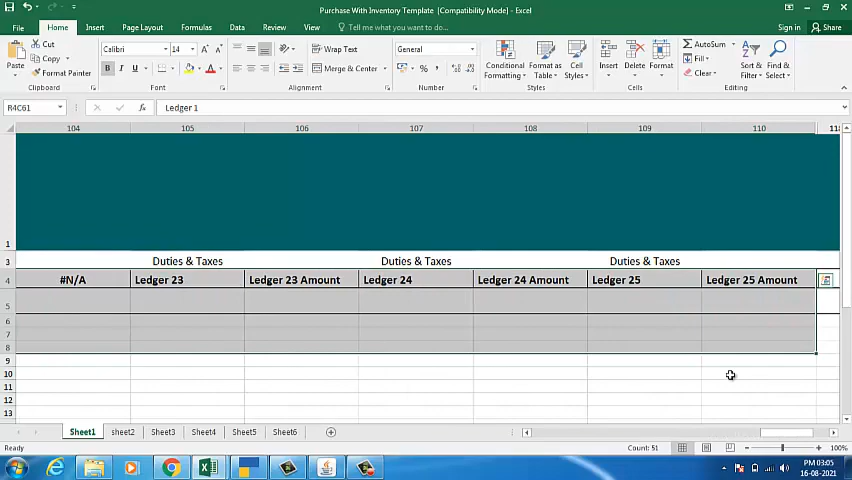 Purchase With Inventory Template [Compatibility Mode] - Excel
File Home Insert Page Layout Formulas Data Review View Tell me what you want to do... Sign in Share
Cut
Calibri 14 Wrap Text General AutoSum
Copy Fill
Paste Format Painter B I U Merge & Center % Conditional Formatting Format as Table Cell Styles Insert Delete Format Clear Sort & Filter Find & Select
Clipboard Font Alignment Number Styles Cells Editing
R4C61 fx Ledger 1
104 105 106 107 108 109 110 111
1
3 Duties & Taxes Duties & Taxes Duties & Taxes
4 #N/A Ledger 23 Ledger 23 Amount Ledger 24 Ledger 24 Amount Ledger 25 Ledger 25 Amount
5
6
7
8
9
10
11
12
13
Sheet1 sheet2 Sheet3 Sheet4 Sheet5 Sheet6
Ready Count: 51 100%
PM 03:05
16-08-2021